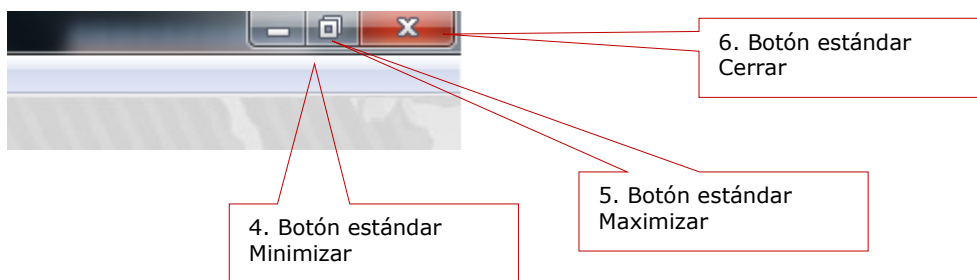 6. Botón estándar
Cerrar
5. Botón estándar
Maximizar
4. Botón estándar
Minimizar